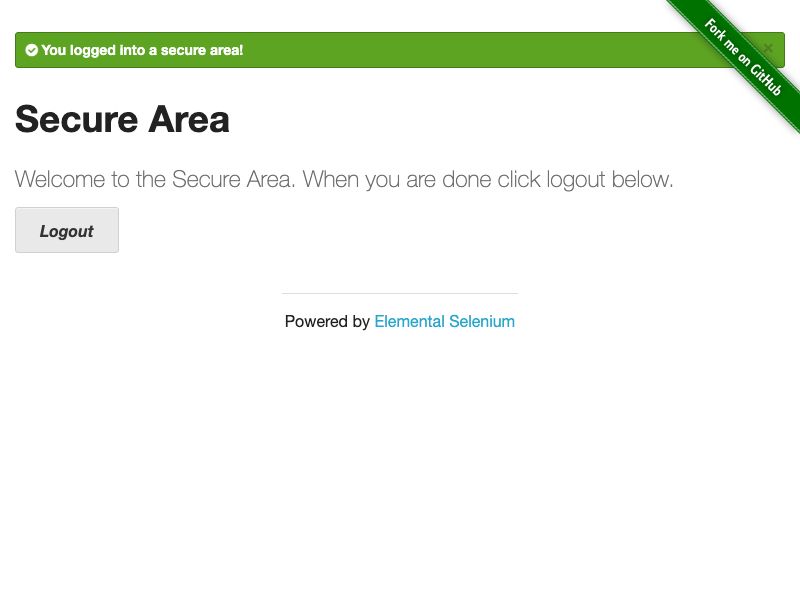 You logged into a secure area!
×
Fork me on GitHub
Secure Area
Welcome to the Secure Area. When you are done click logout below.
Logout
Powered by Elemental Selenium